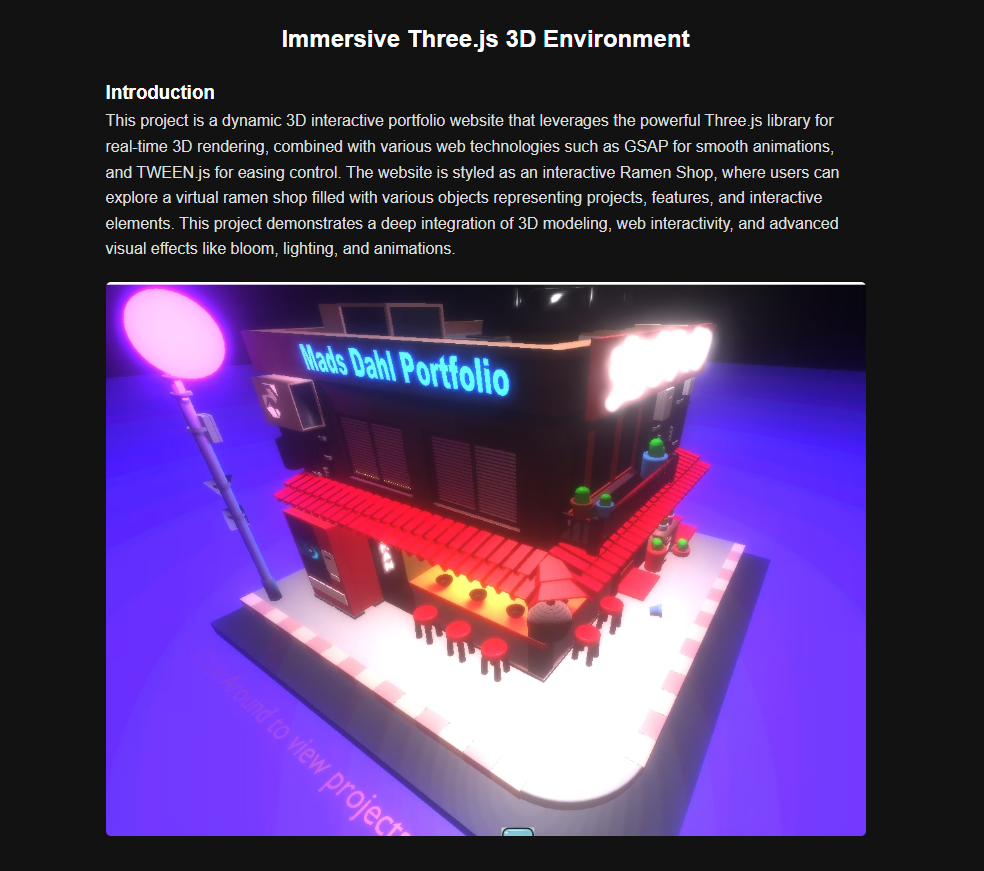 Immersive Three.js 3D Environment
Introduction
This project is a dynamic 3D interactive portfolio website that leverages the powerful Three.js library for
real-time 3D rendering, combined with various web technologies such as GSAP for smooth animations,
and TWEEN.js for easing control. The website is styled as an interactive Ramen Shop, where users can
explore a virtual ramen shop filled with various objects representing projects, features, and interactive
elements. This project demonstrates a deep integration of 3D modeling, web interactivity, and advanced
visual effects like bloom, lighting, and animations.
Mads Dahl Portfolio
Around to view projects